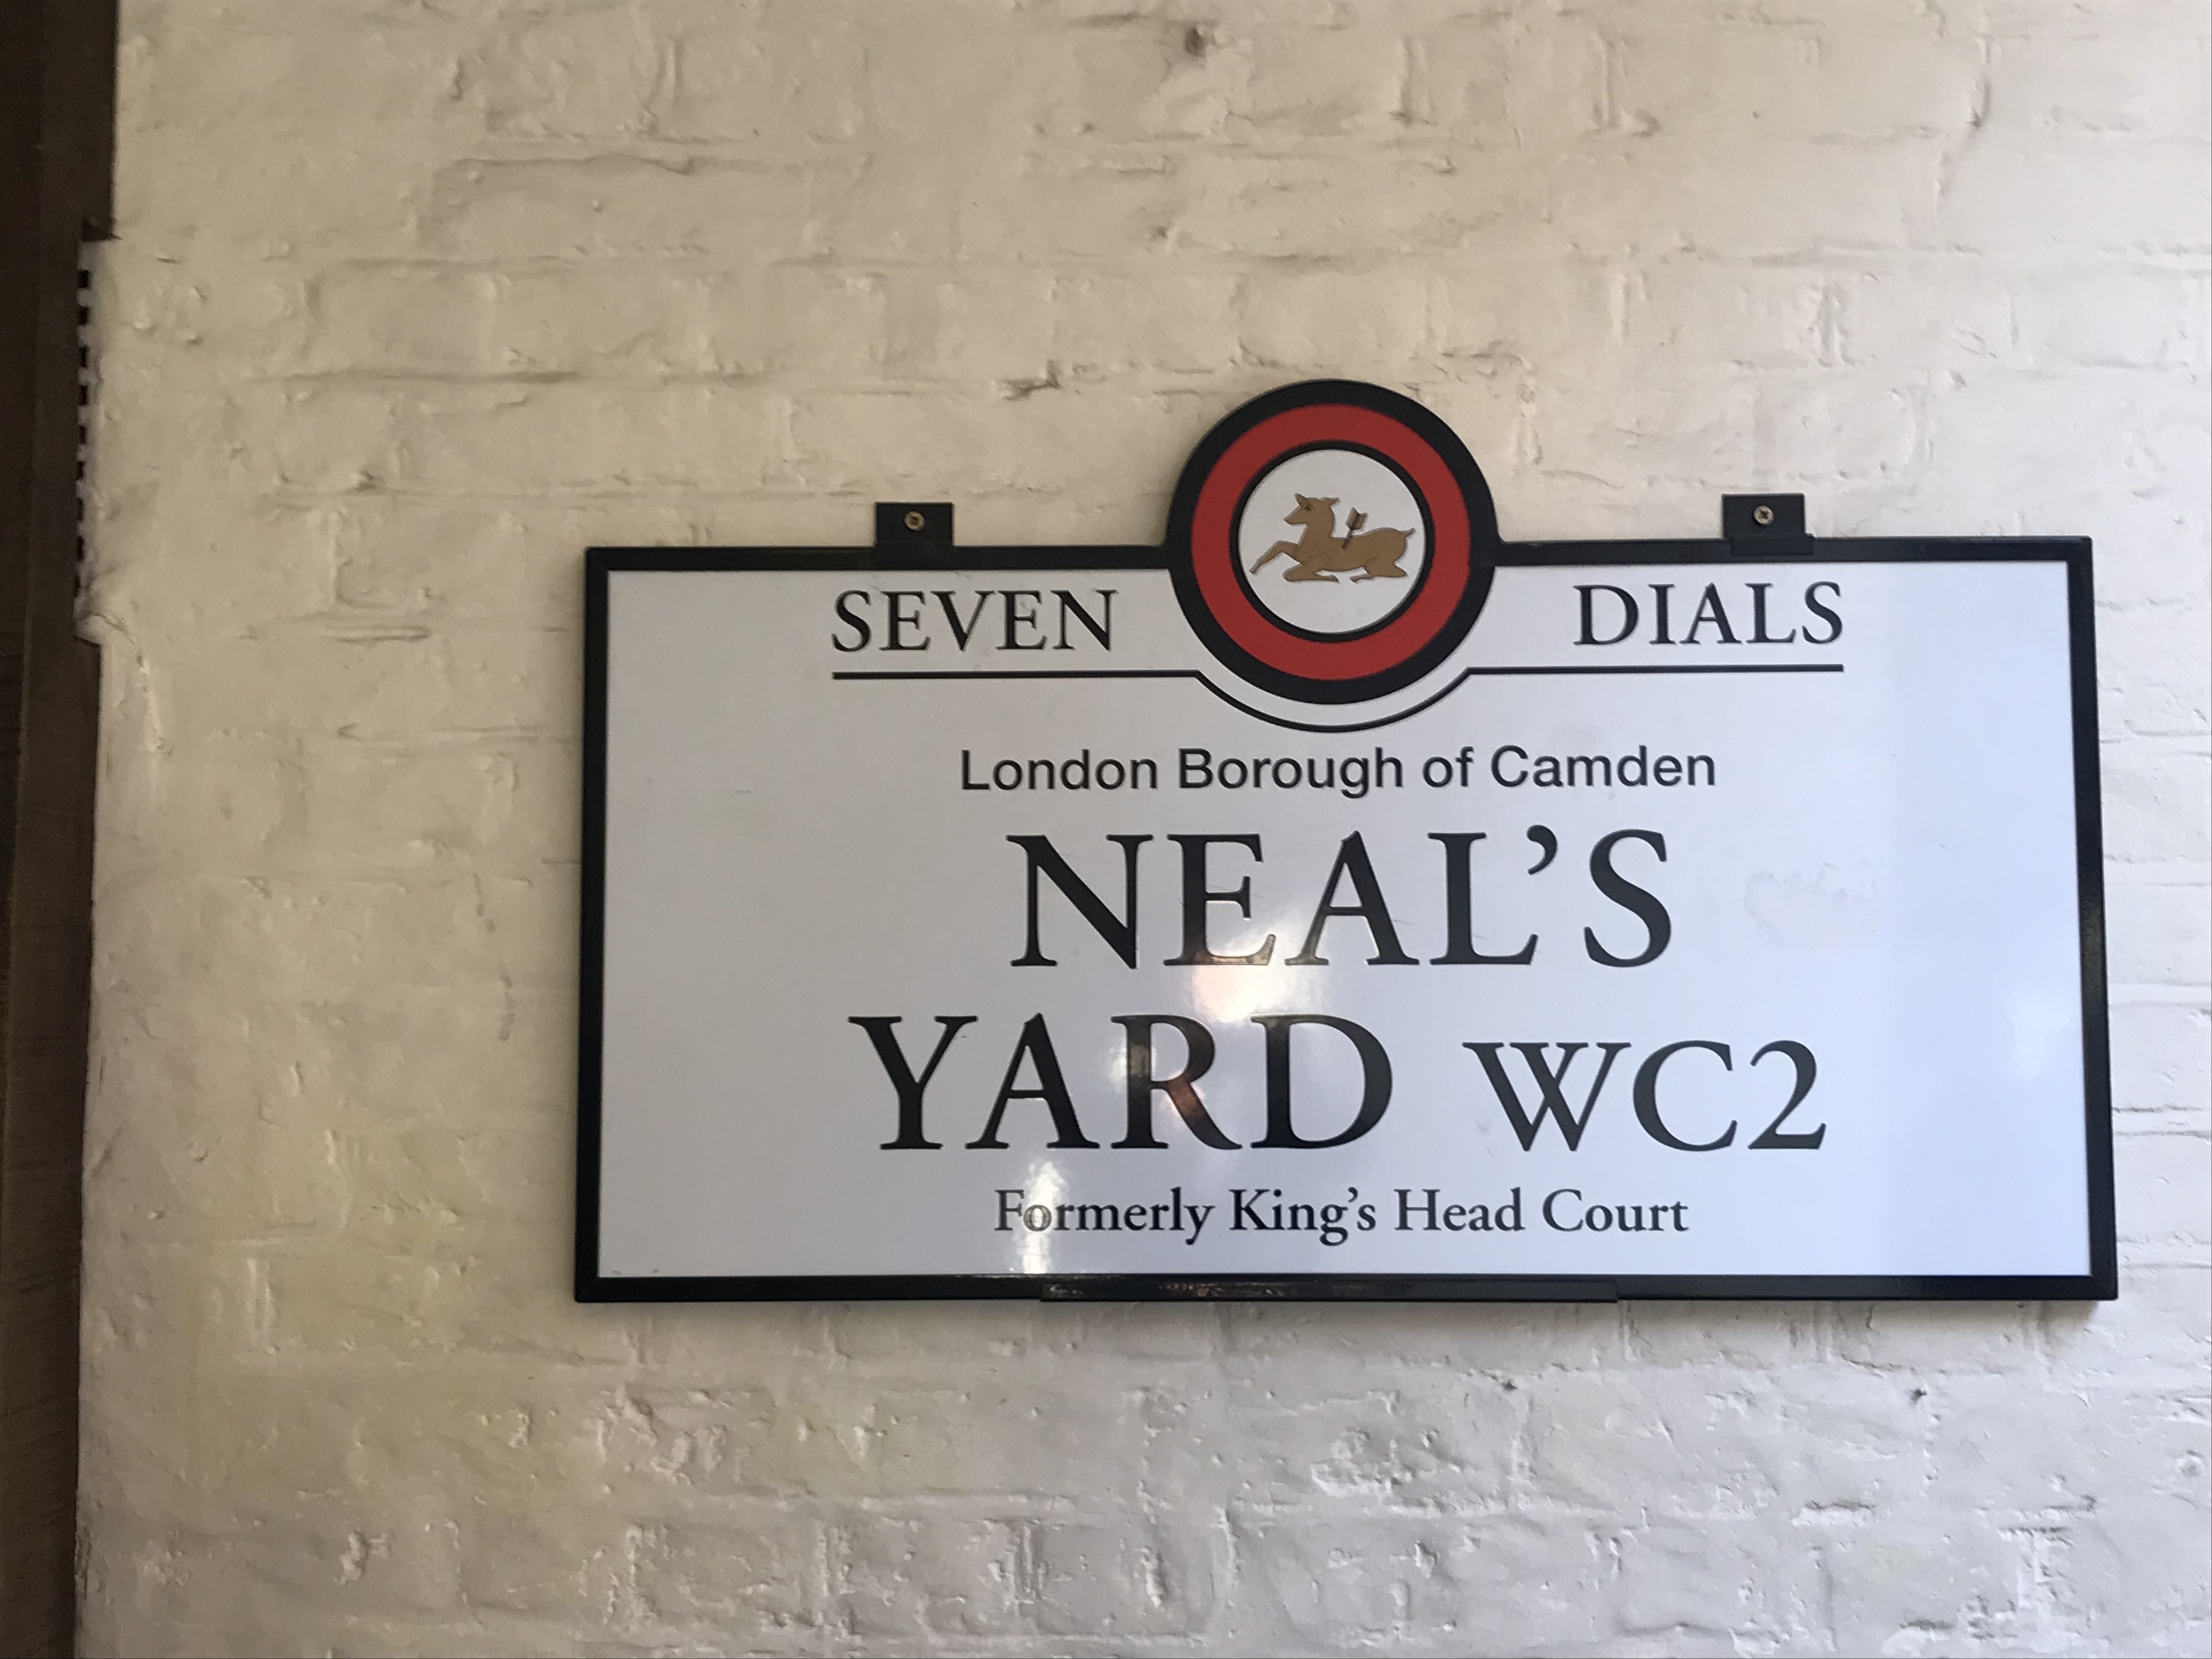 SEVEN DIALS
London Borough of Camden
NEAL’S
YARD WC2
Formerly King’s Head Court